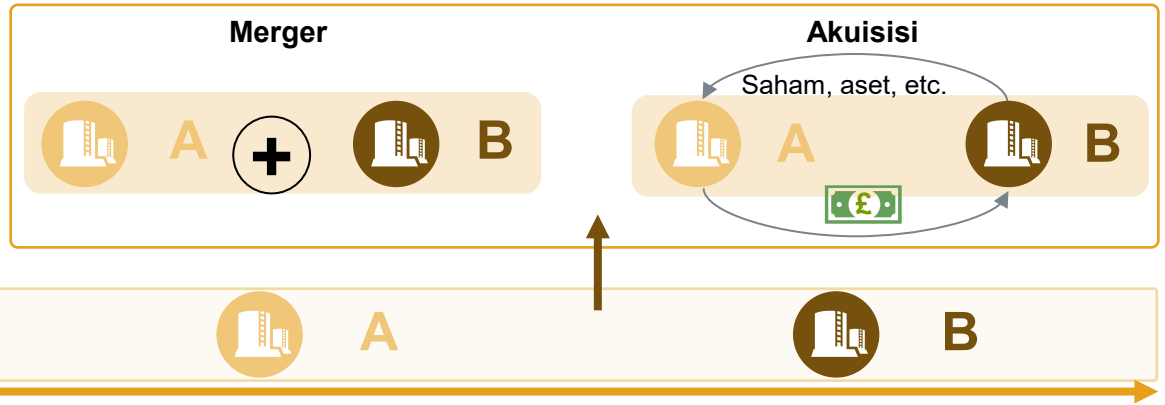 Merger
Akuisisi
Saham, aset, etc.
A
+
B
A
B
£
A
B